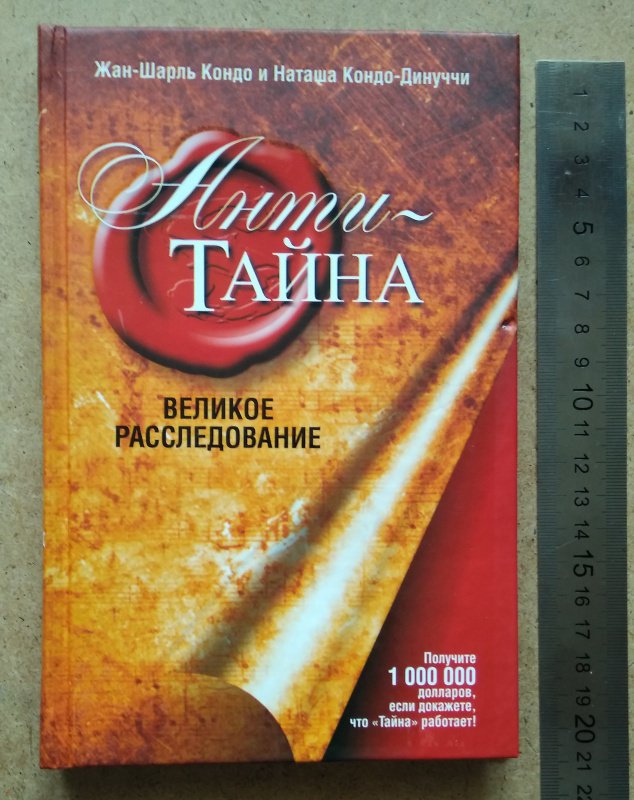 Жан-Шарль Кондо и Наташа Кондо-Динуччи
Анти-
ТАЙНА
ВЕЛИКОЕ
РАССЛЕДОВАНИЕ
Получите
1 000 000
долларов,
если докажете,
что «Тайна» работает!
1
2
3
4
5
6
7
8
9
10
11
12
13
14
15
16
17
18
19
20
21
22